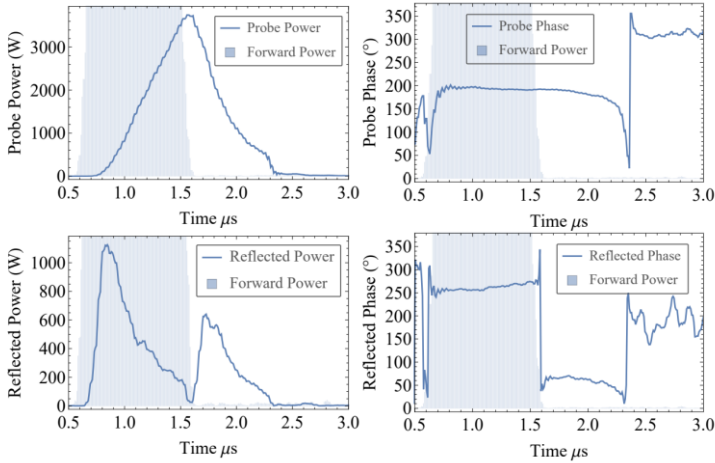 Probe Power (W)
3000
2000
1000
0
Probe Power
Forward Power
0.5 1.0 1.5 2.0 2.5 3.0
Time μs
Probe Phase (°)
350
300
250
200
150
100
50
0
Probe Phase
Forward Power
0.5 1.0 1.5 2.0 2.5 3.0
Time μs
Reflected Power (W)
1000
800
600
400
200
0
Reflected Power
Forward Power
0.5 1.0 1.5 2.0 2.5 3.0
Time μs
Reflected Phase (°)
350
300
250
200
150
100
50
0
Reflected Phase
Forward Power
0.5 1.0 1.5 2.0 2.5 3.0
Time μs